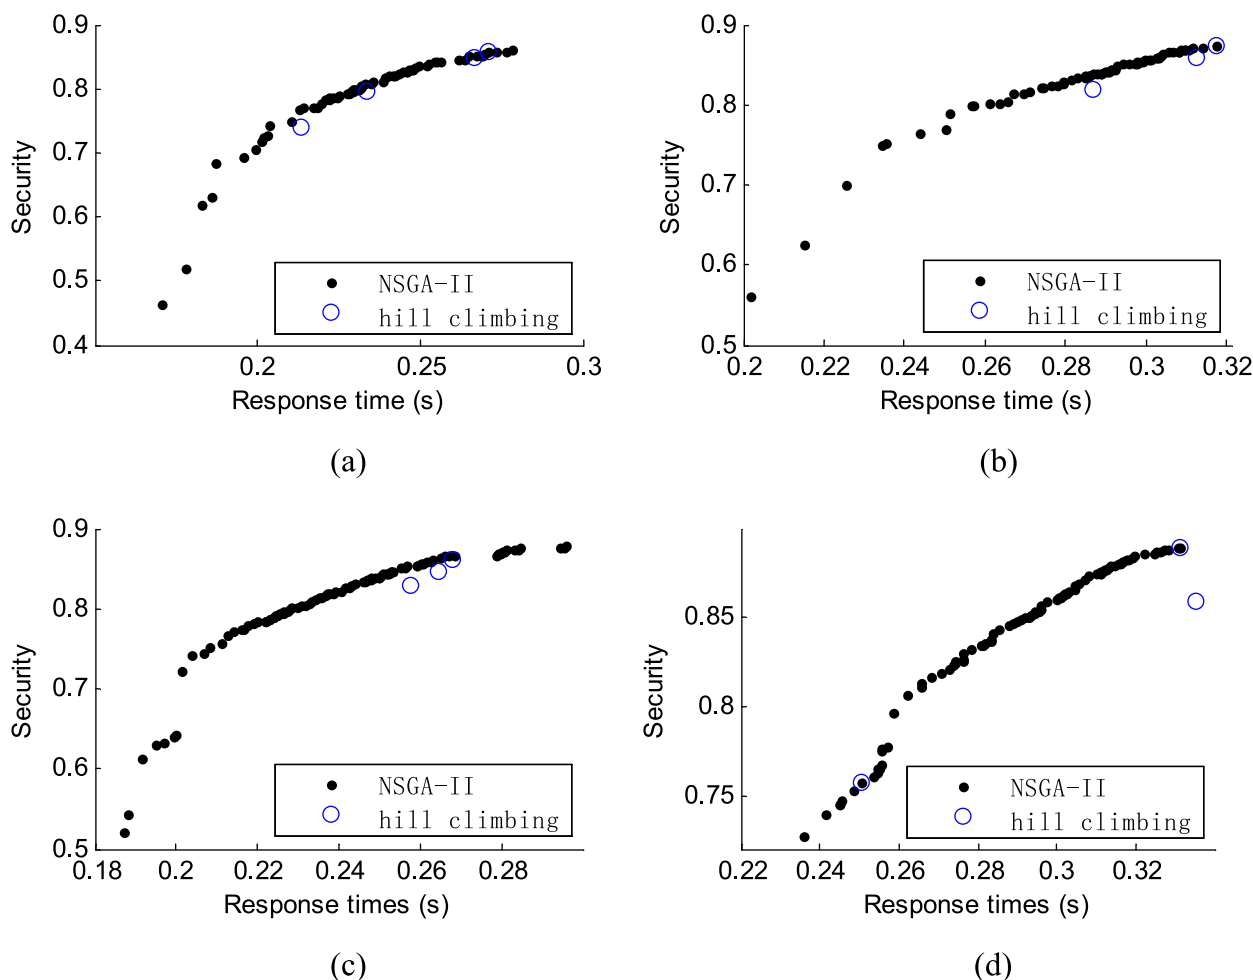 0.9
0.8
0.7
0.6
0.5
0.4
Security
NSGA-II
hill climbing
0.2 0.25 0.3
Response time (s)
(a)
0.9
0.8
0.7
0.6
0.5
Security
NSGA-II
hill climbing
0.2 0.22 0.24 0.26 0.28 0.3 0.32
Response time (s)
(b)
0.9
0.8
0.7
0.6
0.5
Security
NSGA-II
hill climbing
0.18 0.2 0.22 0.24 0.26 0.28
Response times (s)
(c)
0.85
0.8
0.75
Security
NSGA-II
hill climbing
0.22 0.24 0.26 0.28 0.3 0.32
Response times (s)
(d)